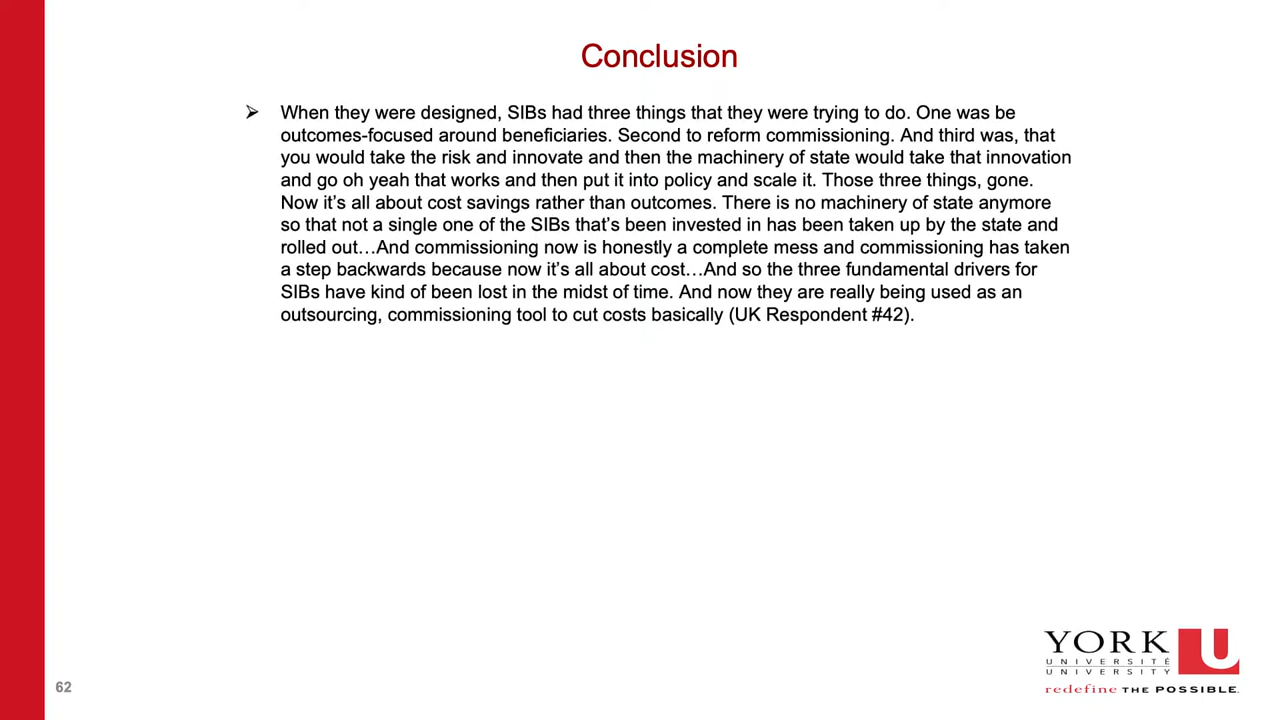 Conclusion
➢ When they were designed, SIBs had three things that they were trying to do. One was be
outcomes-focused around beneficiaries. Second to reform commissioning. And third was, that
you would take the risk and innovate and then the machinery of state would take that innovation
and go oh yeah that works and then put it into policy and scale it. Those three things, gone.
Now it’s all about cost savings rather than outcomes. There is no machinery of state anymore
so that not a single one of the SIBs that’s been invested in has been taken up by the state and
rolled out…And commissioning now is honestly a complete mess and commissioning has taken
a step backwards because now it’s all about cost…And so the three fundamental drivers for
SIBs have kind of been lost in the midst of time. And now they are really being used as an
outsourcing, commissioning tool to cut costs basically (UK Respondent #42).
YORK U
UNIVERSITÉ
UNIVERSITY
redefine THE POSSIBLE.
62